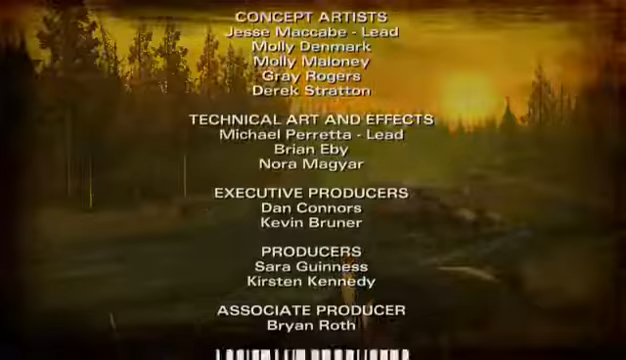 CONCEPT ARTISTS
Jesse Maccabe - Lead
Molly Denmark
Molly Maloney
Gray Rogers
Derek Stratton
TECHNICAL ART AND EFFECTS
Michael Perretta - Lead
Brian Eby
Nora Magyar
EXECUTIVE PRODUCERS
Dan Connors
Kevin Bruner
PRODUCERS
Sara Guinness
Kirsten Kennedy
ASSOCIATE PRODUCER
Bryan Roth